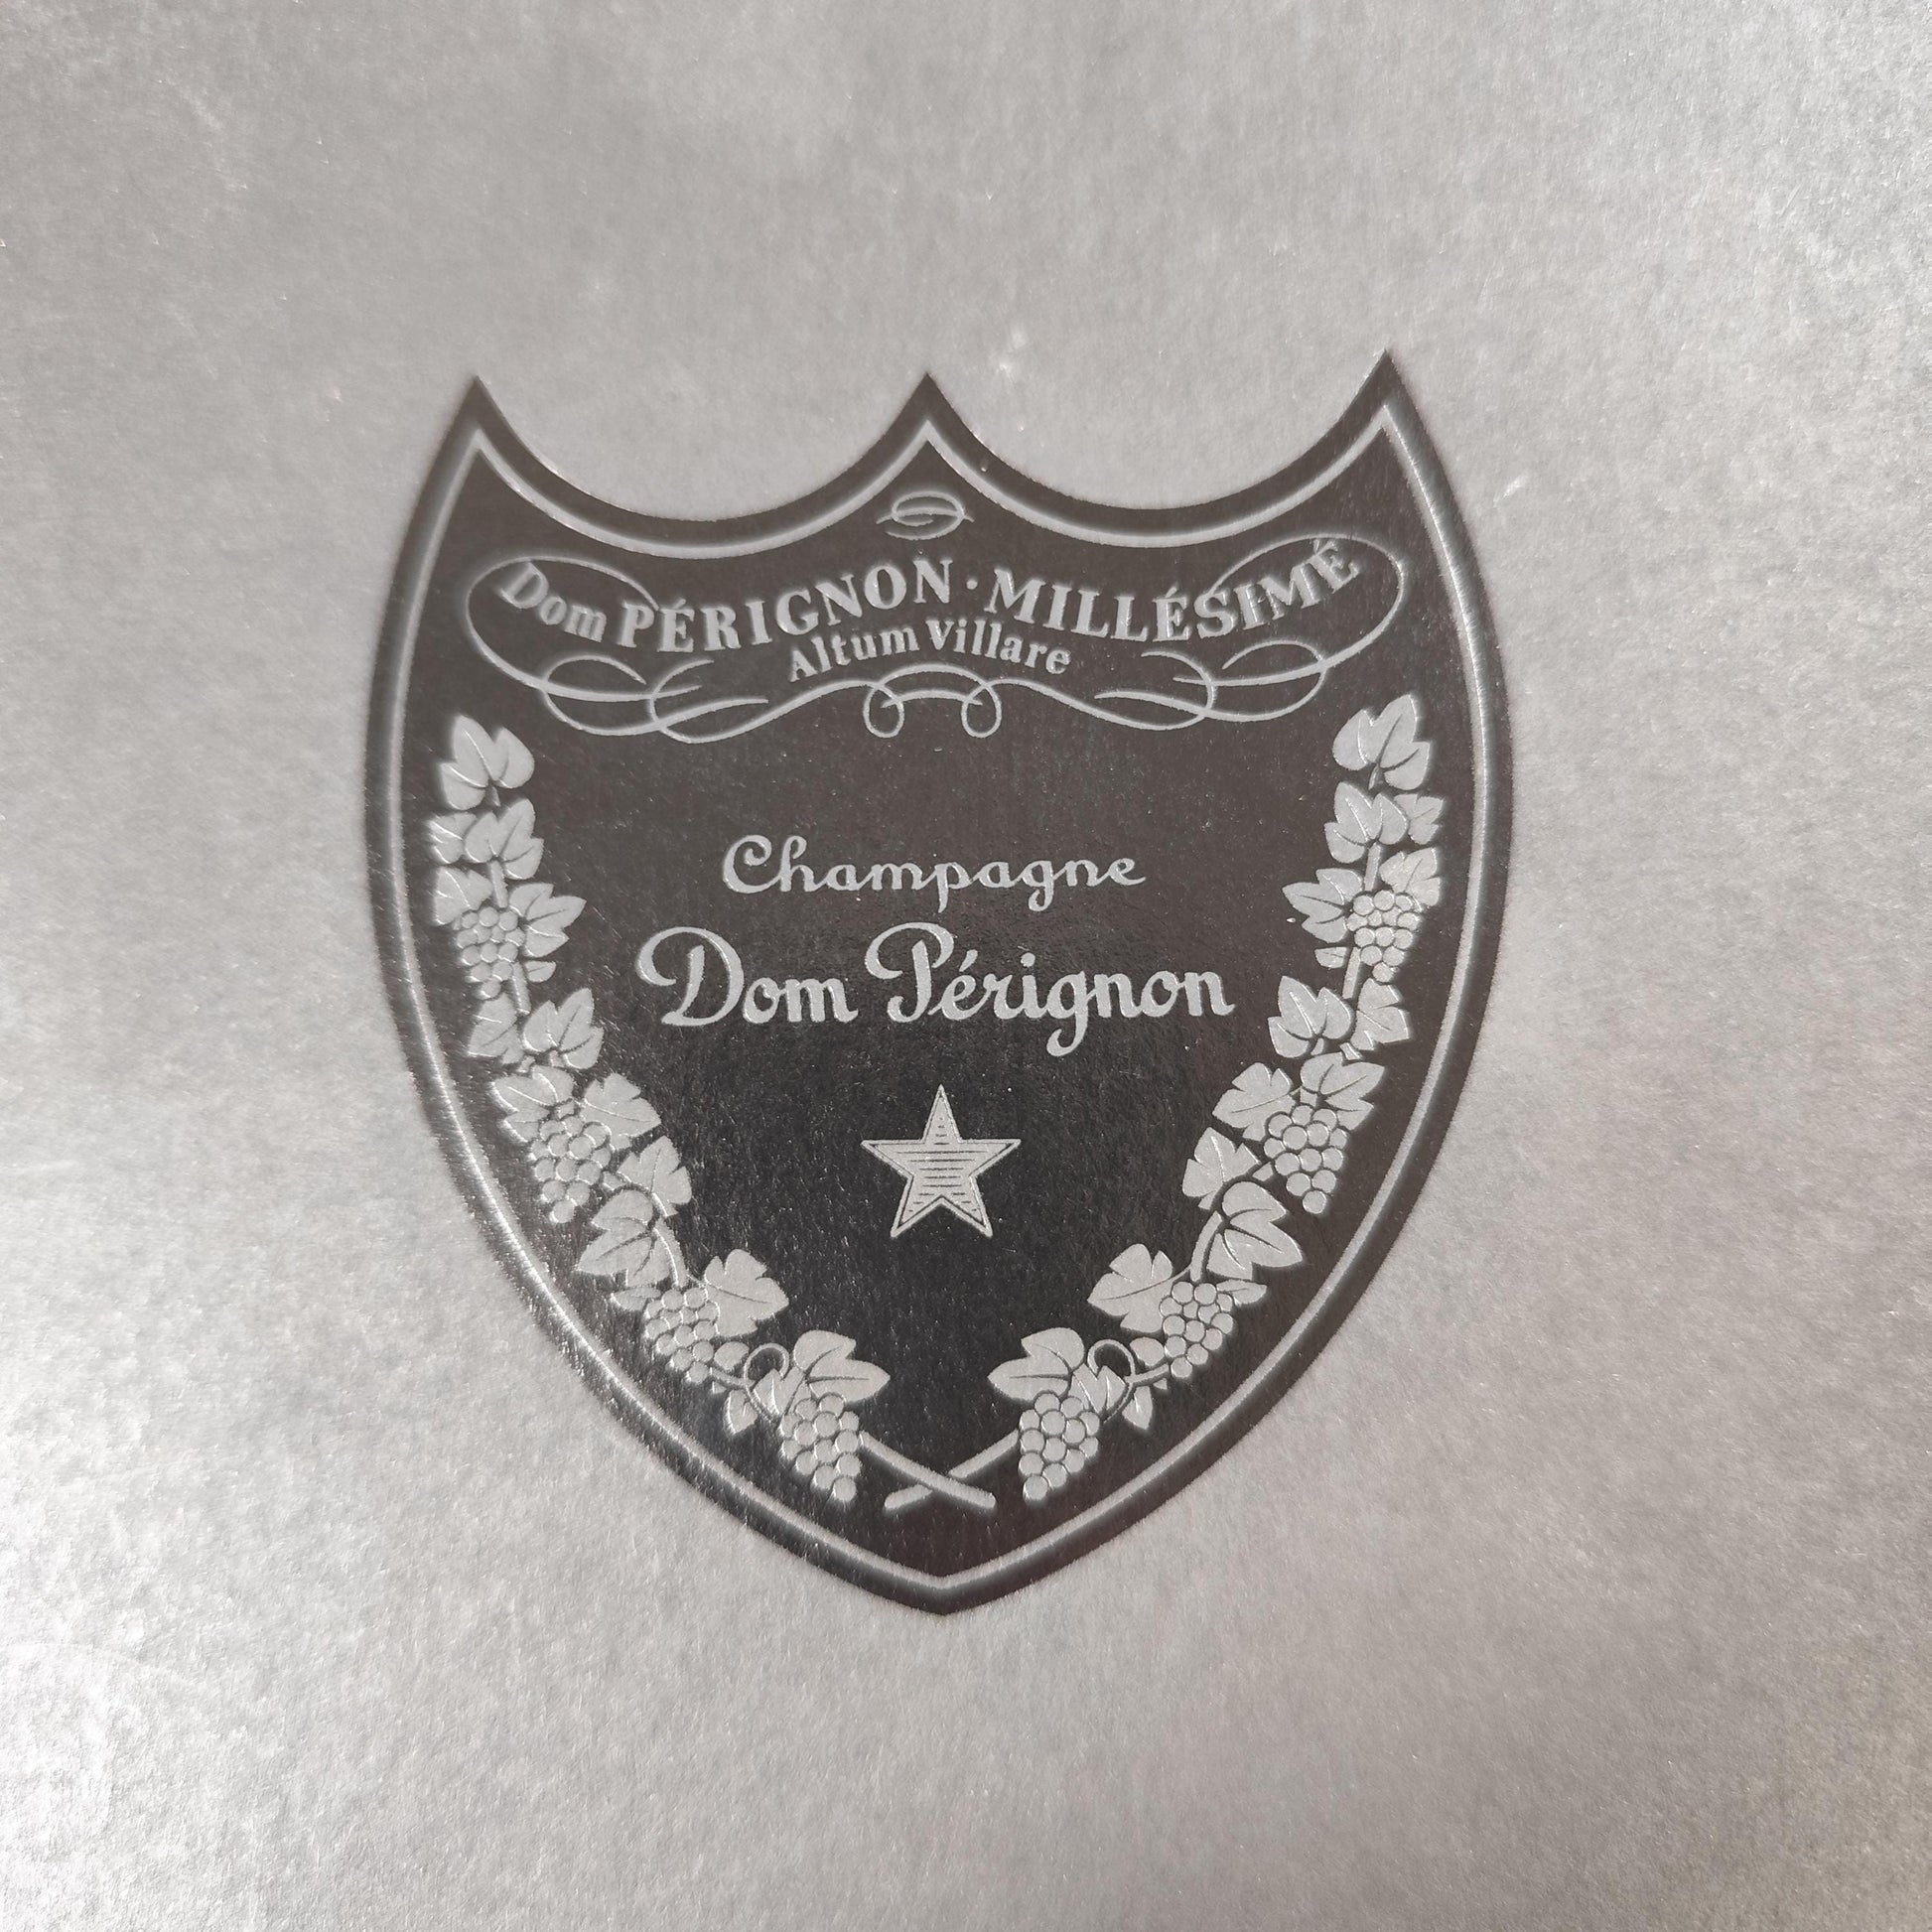 Dom PÉRIGNON · MILLÉSIMÉ
Altum Villare
Champagne
Dom Pérignon